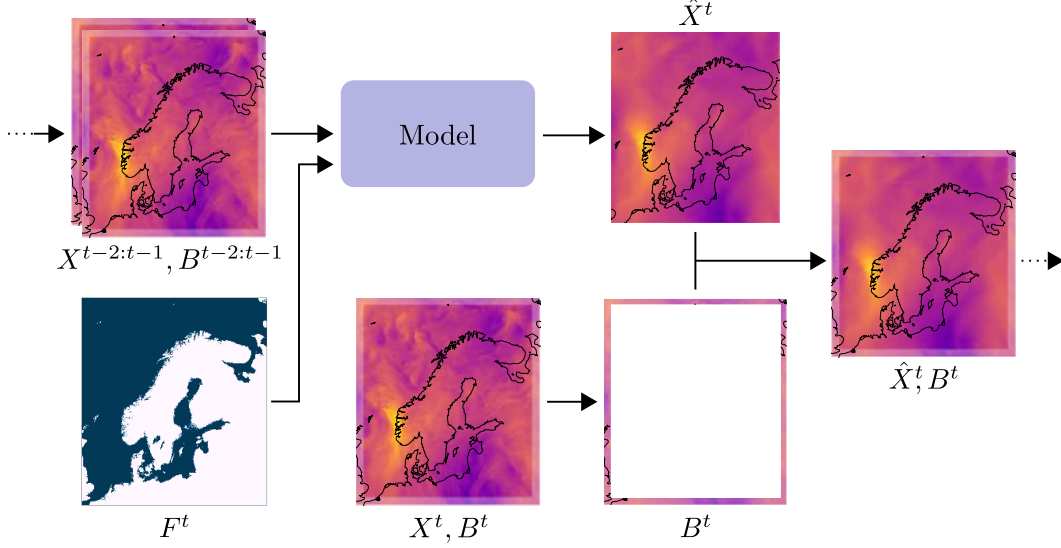 X̂^t
Model
X^{t−2:t−1}, B^{t−2:t−1}
X̂^t, B^t
F^t
X^t, B^t
B^t